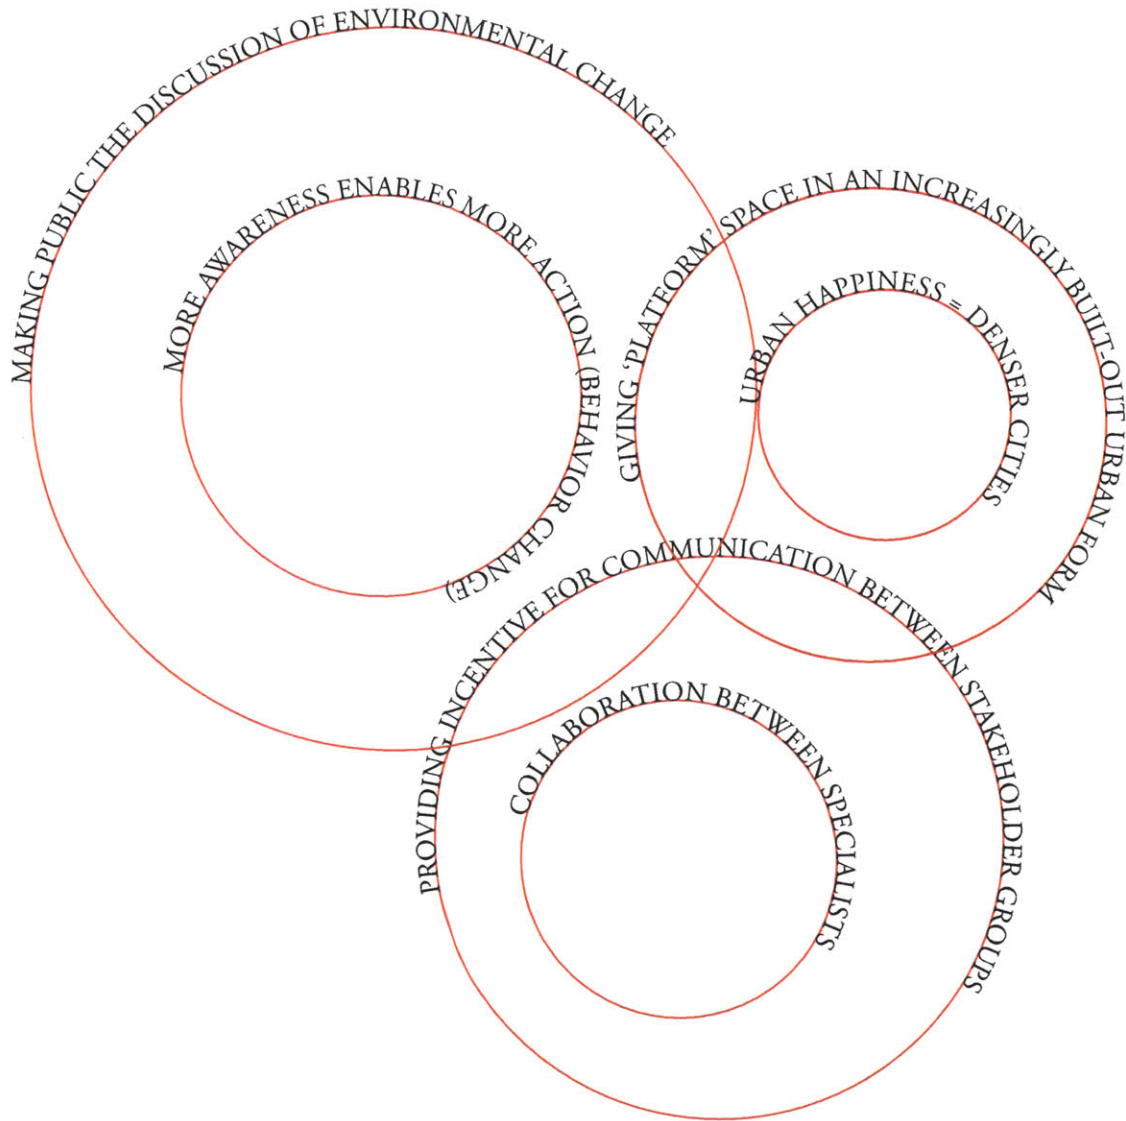 MAKING PUBLIC THE DISCUSSION OF ENVIRONMENTAL CHANGE
MORE AWARENESS ENABLES MORE ACTION (BEHAVIOR CHANGE)
GIVING ‘PLATFORM’ SPACE IN AN INCREASINGLY BUILT-OUT URBAN FORM
URBAN HAPPINESS = DENSER CITIES
PROVIDING INCENTIVE FOR COMMUNICATION BETWEEN STAKEHOLDER GROUPS
COLLABORATION BETWEEN SPECIALISTS